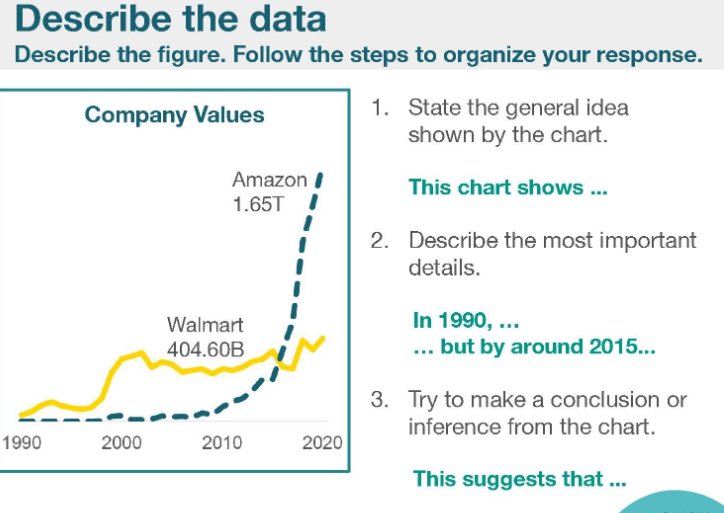 Describe the data
Describe the figure. Follow the steps to organize your response.
Company Values
Amazon
1.65T
Walmart
404.60B
1990 2000 2010 2020
1. State the general idea
shown by the chart.
This chart shows ...
2. Describe the most important
details.
In 1990, ...
... but by around 2015...
3. Try to make a conclusion or
inference from the chart.
This suggests that ...